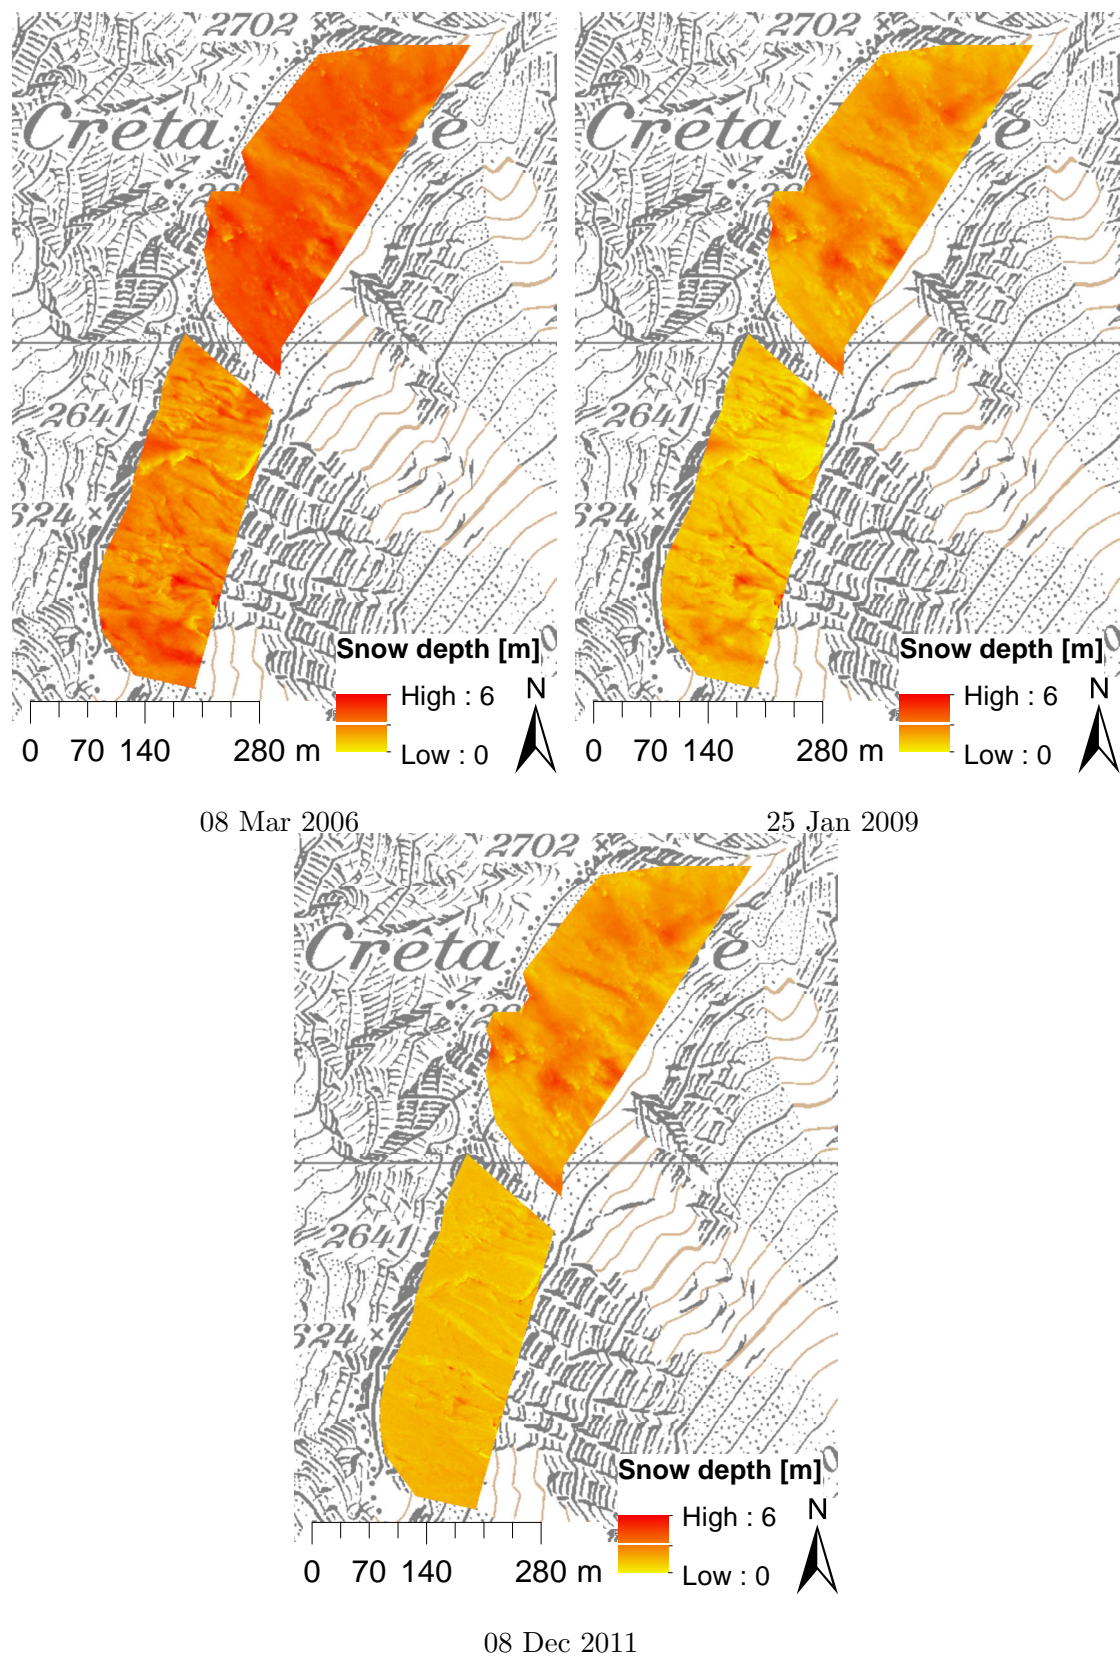 2702
Crêta
e
2641
624
Snow depth [m]
High : 6
Low : 0
N
0 70 140 280 m
08 Mar 2006
2702
Crêta
e
2641
624
Snow depth [m]
High : 6
Low : 0
N
0 70 140 280 m
25 Jan 2009
2702
Crêta
e
2641
624
Snow depth [m]
High : 6
Low : 0
N
0 70 140 280 m
08 Dec 2011